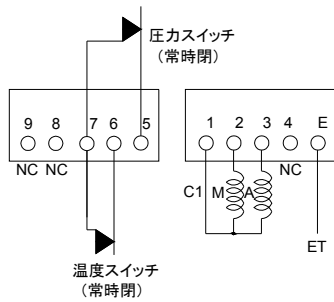 圧力スイッチ
（常時閉）
9 8 7 6 5
NC NC
1 2 3 4 E
NC
C1 M A
ET
温度スイッチ
（常時閉）